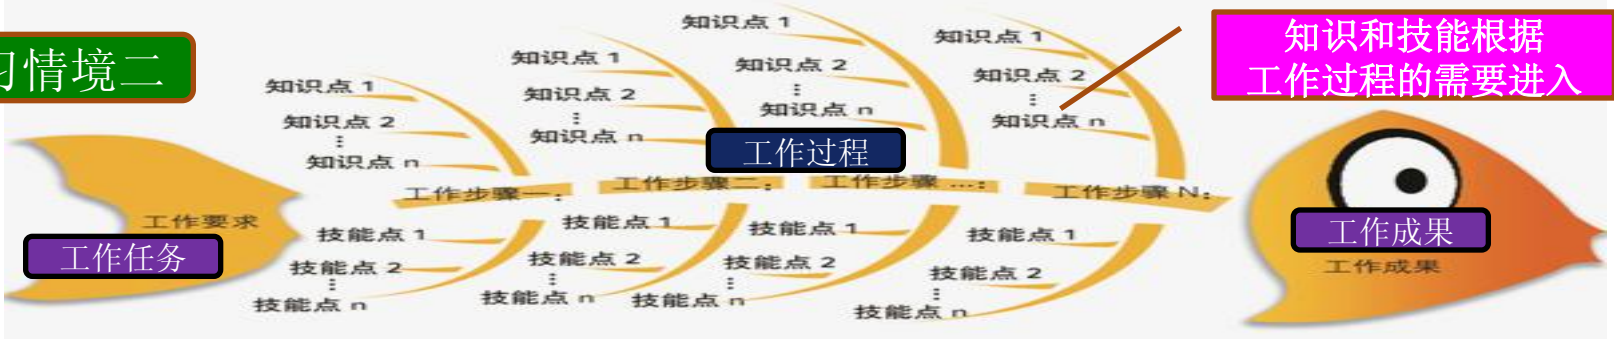 习情境二
知识和技能根据
工作过程的需要进入
知识点 1
知识点 2
⋮
知识点 n
知识点 1
知识点 2
⋮
知识点 n
知识点 1
知识点 2
⋮
知识点 n
知识点 1
知识点 2
⋮
知识点 n
工作过程
工作步骤一:
工作步骤二:
工作步骤 …:
工作步骤 N:
工作要求
工作任务
技能点 1
技能点 2
⋮
技能点 n
技能点 1
技能点 2
⋮
技能点 n
技能点 1
技能点 2
⋮
技能点 n
技能点 1
技能点 2
⋮
技能点 n
工作成果
工作成果